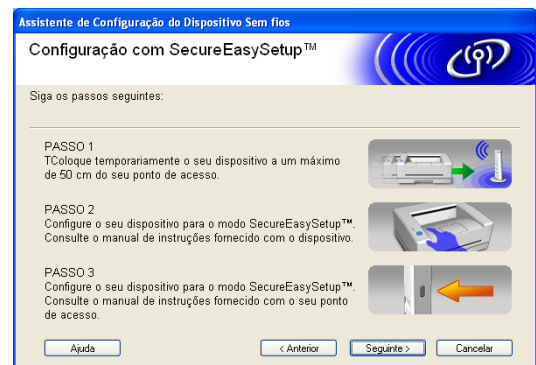 Assistente de Configuração do Dispositivo Sem fios
Configuração com SecureEasySetup™
Siga os passos seguintes:
PASSO 1
TColoque temporariamente o seu dispositivo a um máximo
de 50 cm do seu ponto de acesso.
PASSO 2
Configure o seu dispositivo para o modo SecureEasySetup™.
Consulte o manual de instruções fornecido com o dispositivo.
PASSO 3
Configure o seu dispositivo para o modo SecureEasySetup™.
Consulte o manual de instruções fornecido com o seu ponto
de acesso.
Ajuda
< Anterior
Seguinte >
Cancelar